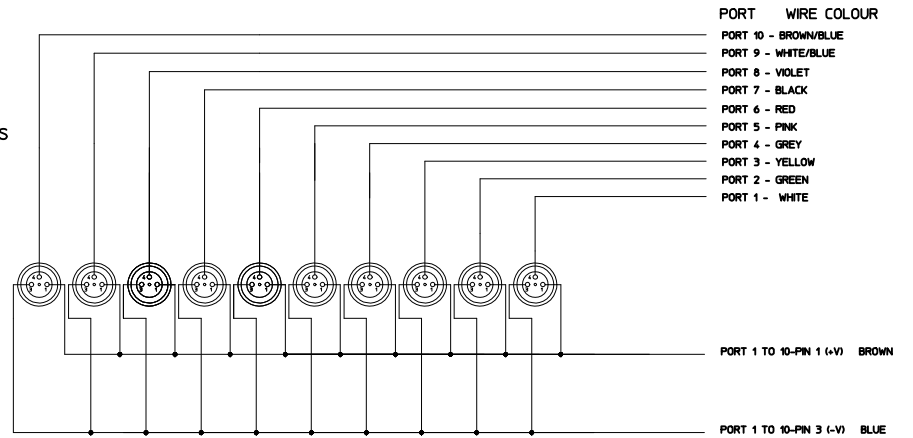 PORT WIRE COLOUR
PORT 10 - BROWN/BLUE
PORT 9 - WHITE/BLUE
PORT 8 - VIOLET
PORT 7 - BLACK
S
PORT 6 - RED
PORT 5 - PINK
PORT 4 - GREY
PORT 3 - YELLOW
PORT 2 - GREEN
PORT 1 - WHITE
PORT 1 TO 10-PIN 1 (+V) BROWN
PORT 1 TO 10-PIN 3 (-V) BLUE